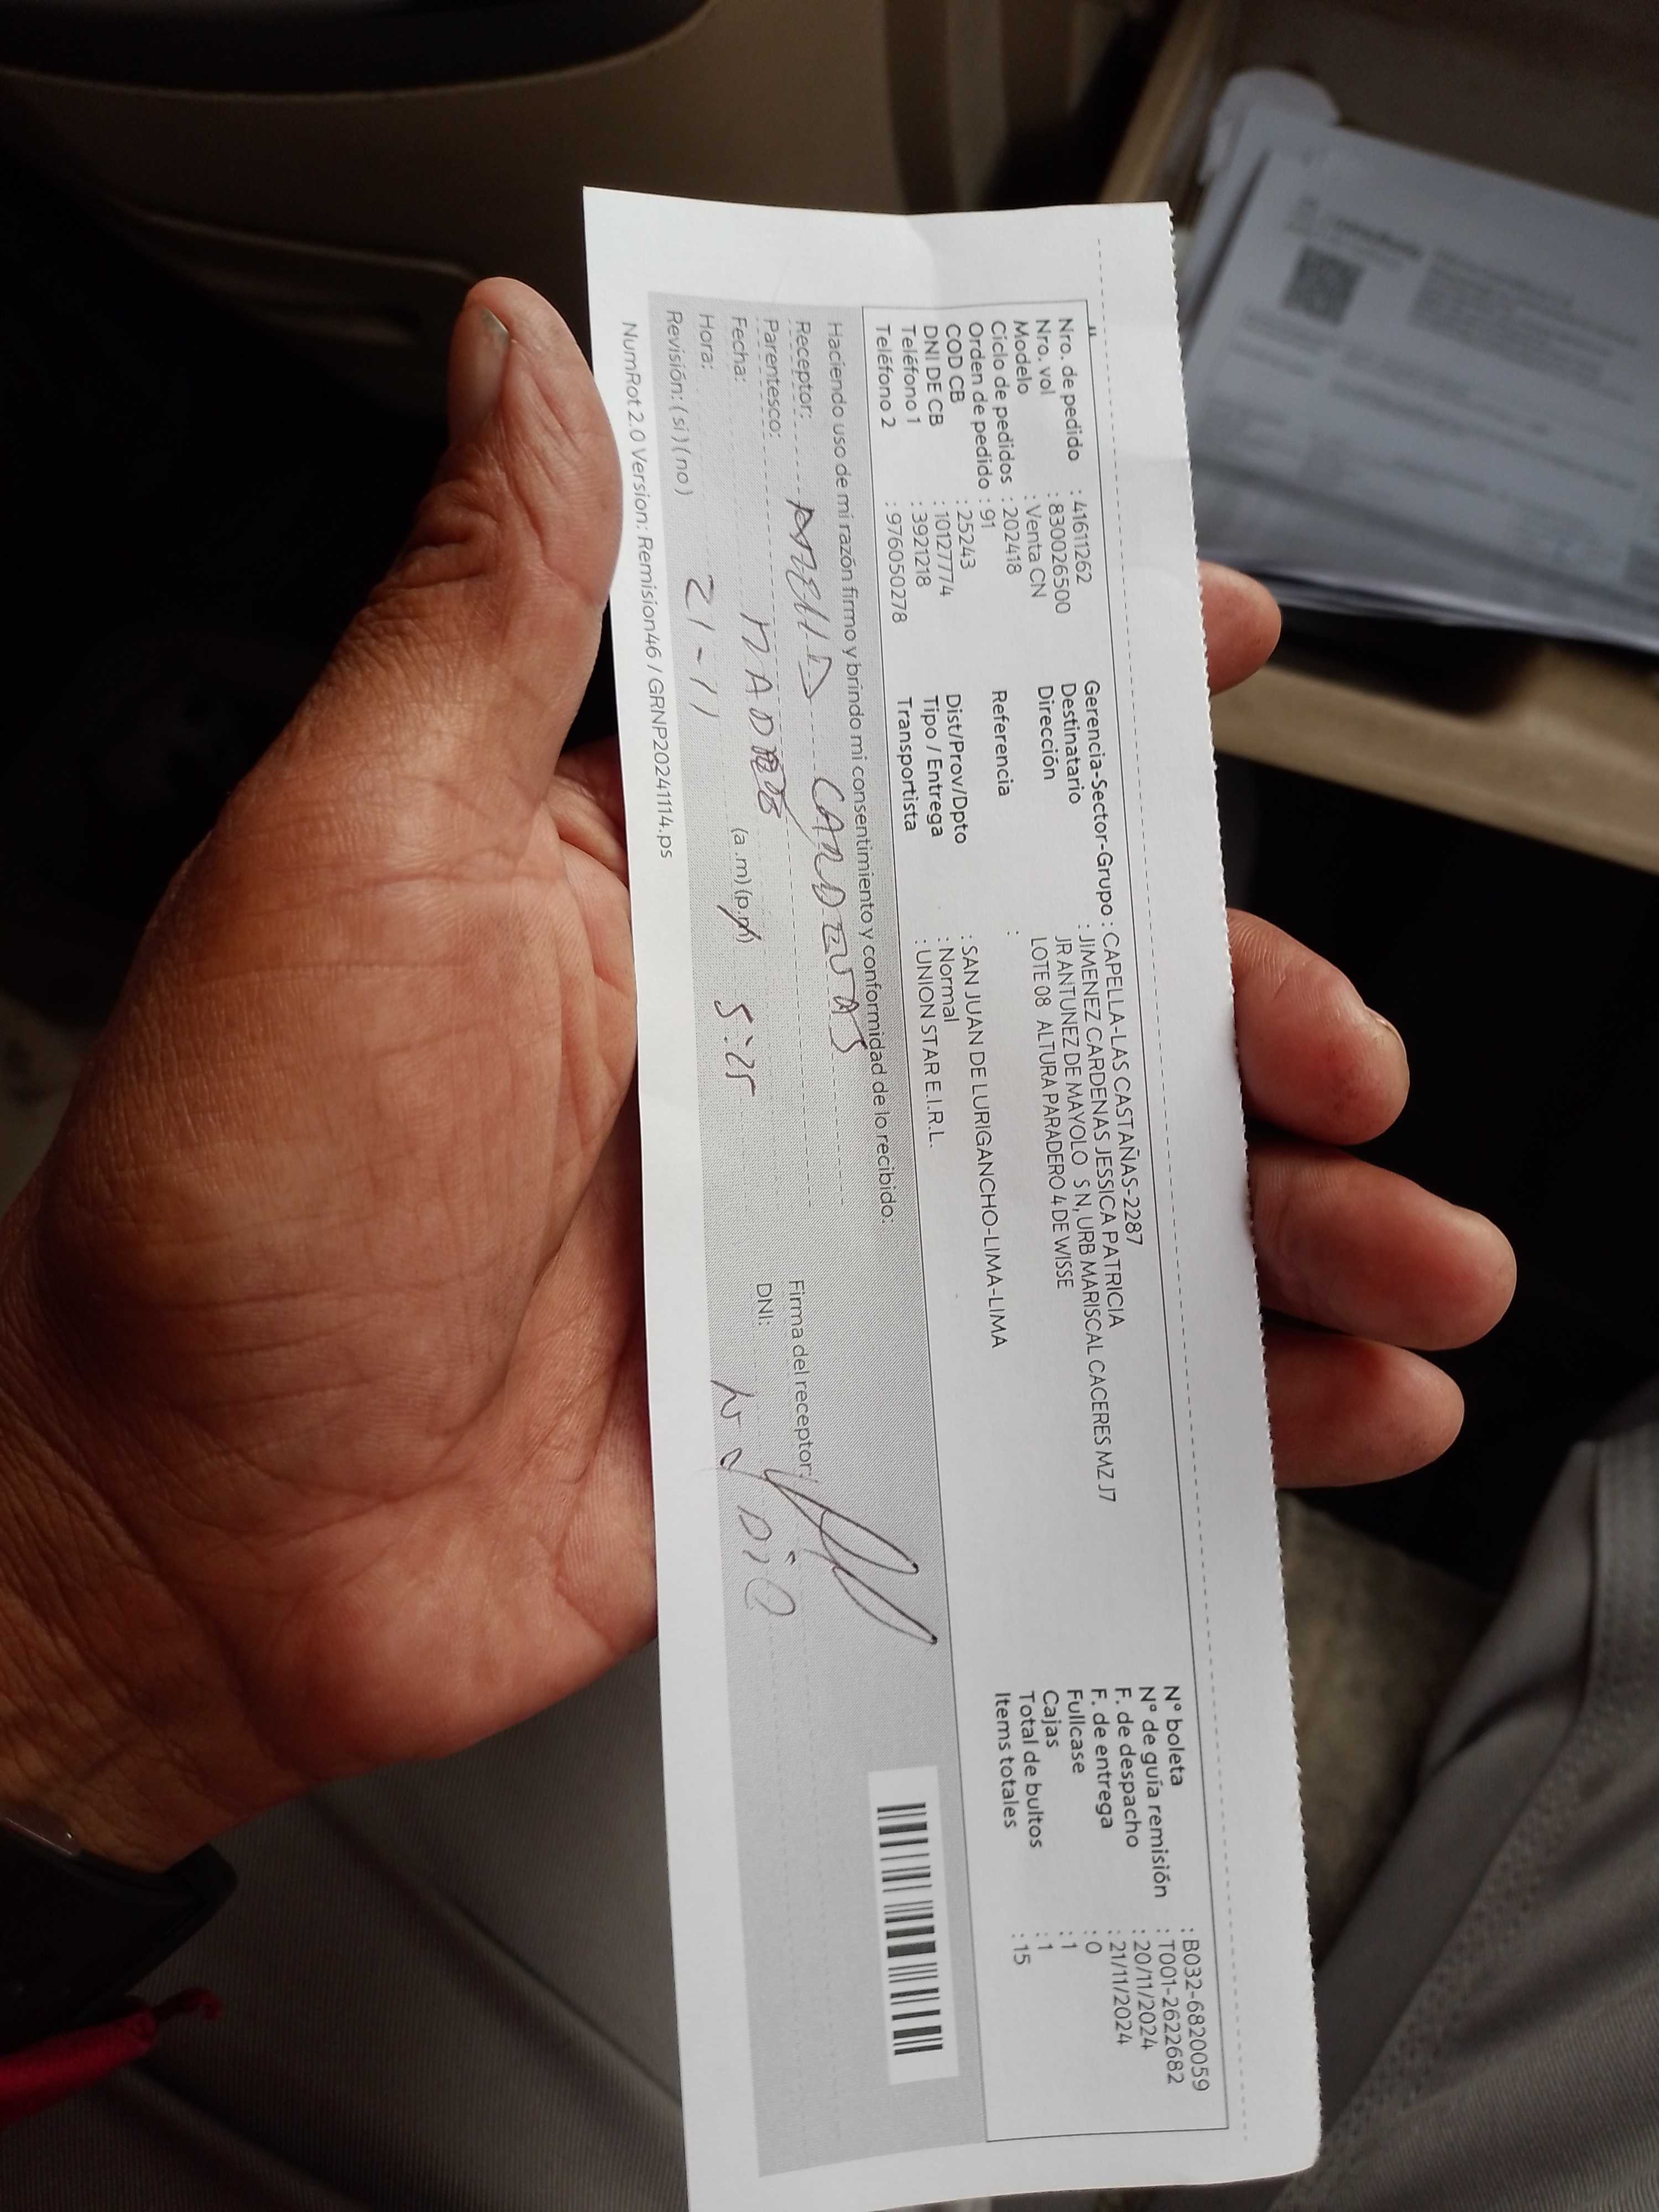 Nro. de pedido : 41611262
Nro. vol : 830026500
Modelo : Venta CN
Ciclo de pedidos : 202418
Orden de pedido : 91
COD CB : 25243
DNI DE CB : 10127774
Teléfono 1 : 3921218
Teléfono 2 : 976050278
Gerencia-Sector-Grupo : CAPELLA-LAS CASTAÑAS-2287
Destinatario : JIMENEZ CARDENAS JESSICA PATRICIA
Dirección JR ANTUNEZ DE MAYOLO S N, URB MARISCAL CACERES MZ J7
LOTE 08 ALTURA PARADERO 4 DE WISSE
Referencia :
Dist/Prov/Dpto : SAN JUAN DE LURIGANCHO-LIMA-LIMA
Tipo / Entrega : Normal
Transportista : UNION STAR E.I.R.L.
N° boleta : B032-6820059
N° de guía remisión : T001-2622682
F. de despacho : 20/11/2024
F. de entrega : 21/11/2024
Fullcase : 0
Cajas : 1
Total de bultos : 1
Items totales : 15
Haciendo uso de mi razón firmo y brindo mi consentimiento y conformidad de lo recibido:
Receptor:
Parentesco:
Fecha:
Hora: 21-11 (a.m) (p.m) 5:25
Revisión: (si) (no)
Firma del receptor:
DNI: NO DIO
NumRot 2.0 Version: Remision46 / GRNP20241114.ps